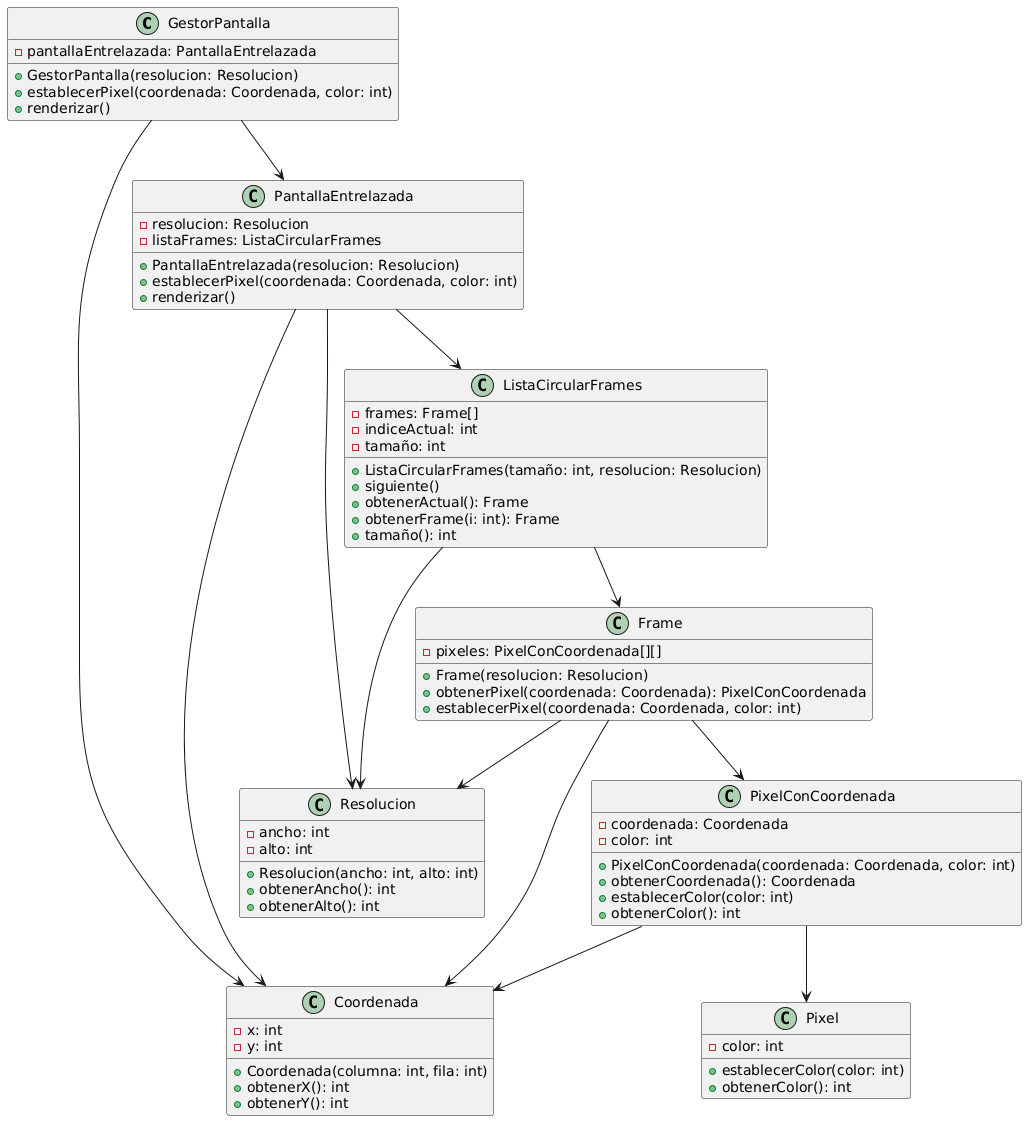 C GestorPantalla
pantallaEntrelazada: PantallaEntrelazada
GestorPantalla(resolucion: Resolucion)
establecerPixel(coordenada: Coordenada, color: int)
renderizar()
C PantallaEntrelazada
resolucion: Resolucion
listaFrames: ListaCircularFrames
PantallaEntrelazada(resolucion: Resolucion)
establecerPixel(coordenada: Coordenada, color: int)
renderizar()
C ListaCircularFrames
frames: Frame[]
indiceActual: int
tamaño: int
ListaCircularFrames(tamaño: int, resolucion: Resolucion)
siguiente()
obtenerActual(): Frame
obtenerFrame(i: int): Frame
tamaño(): int
C Frame
pixeles: PixelConCoordenada[][]
Frame(resolucion: Resolucion)
obtenerPixel(coordenada: Coordenada): PixelConCoordenada
establecerPixel(coordenada: Coordenada, color: int)
C Resolucion
ancho: int
alto: int
Resolucion(ancho: int, alto: int)
obtenerAncho(): int
obtenerAlto(): int
C PixelConCoordenada
coordenada: Coordenada
color: int
PixelConCoordenada(coordenada: Coordenada, color: int)
obtenerCoordenada(): Coordenada
establecerColor(color: int)
obtenerColor(): int
C Coordenada
x: int
y: int
Coordenada(columna: int, fila: int)
obtenerX(): int
obtenerY(): int
C Pixel
color: int
establecerColor(color: int)
obtenerColor(): int